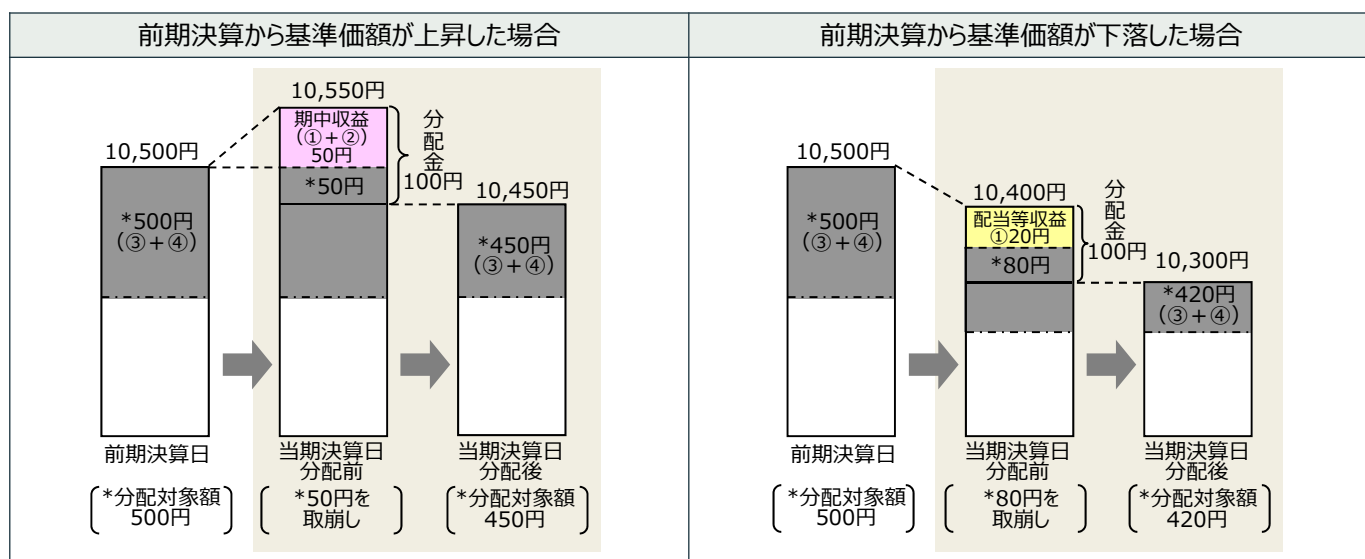 前期決算から基準価額が上昇した場合
10,550円
期中収益
（①＋②）
50円
分配金
100円
10,500円
*50円
10,450円
*500円
（③＋④）
*450円
（③＋④）
前期決算日
当期決算日
分配前
当期決算日
分配後
*分配対象額
500円
*50円を
取崩し
*分配対象額
450円
前期決算から基準価額が下落した場合
10,500円
10,400円
配当等収益
①20円
分配金
100円
*500円
（③＋④）
*80円
10,300円
*420円
（③＋④）
前期決算日
当期決算日
分配前
当期決算日
分配後
*分配対象額
500円
*80円を
取崩し
*分配対象額
420円